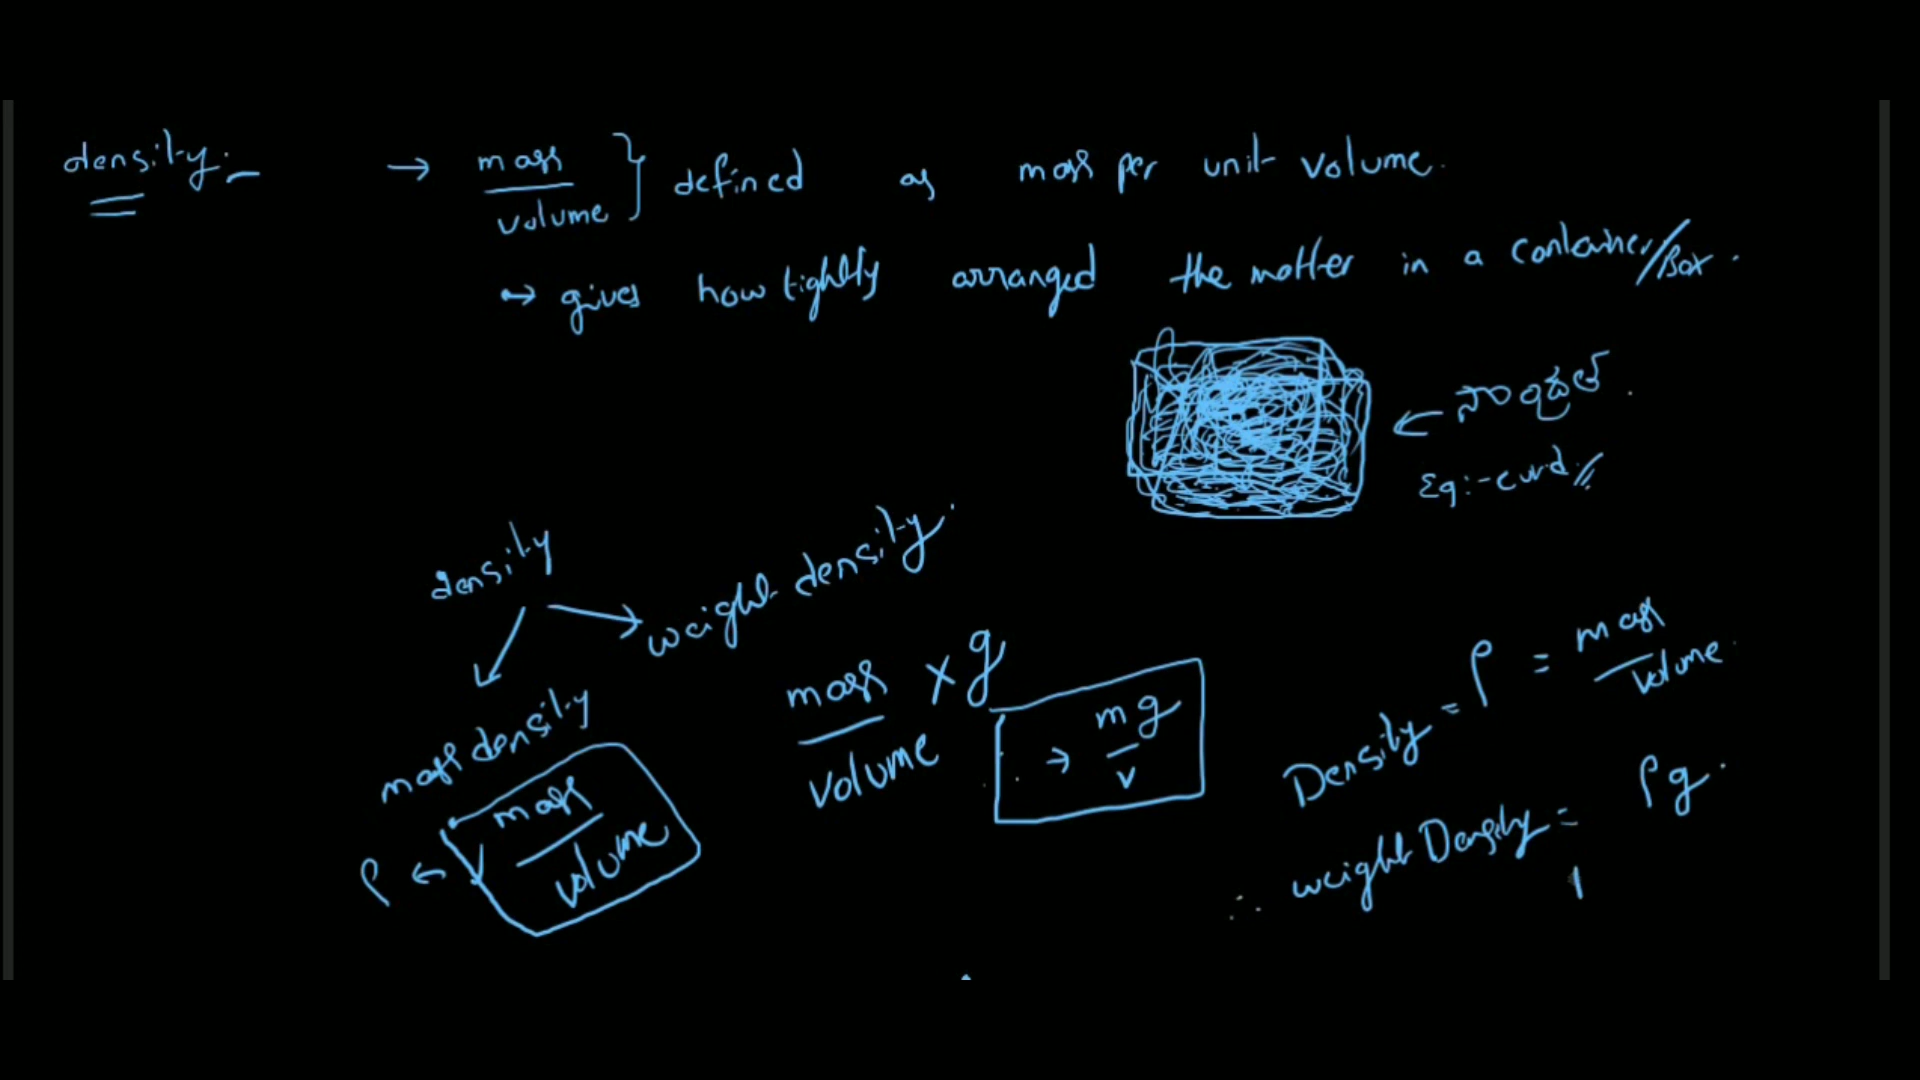 density:-
→ mass / volume } defined as mass per unit volume.
↦ gives how tightly arranged the matter in a container/Box.
←
Eg:- curd //
density
weight density.
mass density
ρ ← mass / volume
mass / volume × g
→ mg / v
Density = ρ = mass / volume
∴ weight Density = ρg.